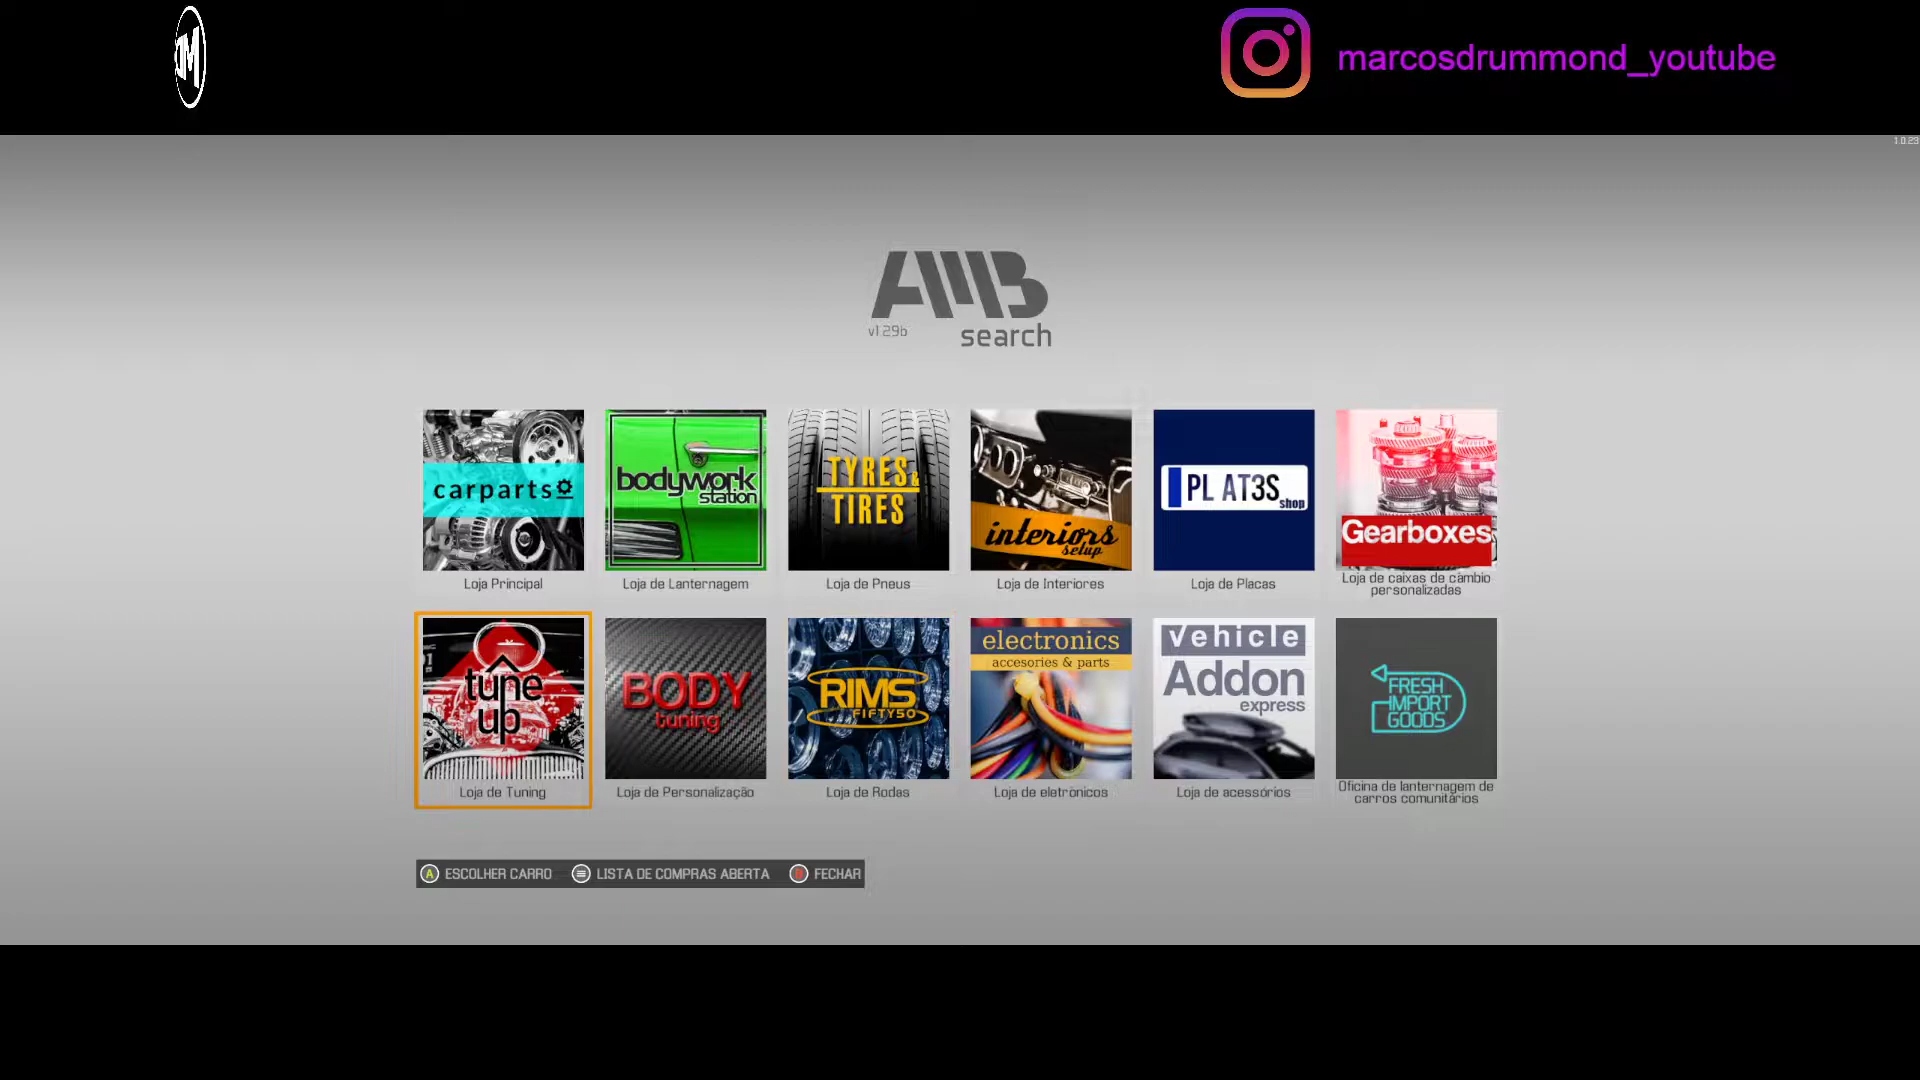 JM
marcosdrummond_youtube
1.0.23
AMB
v1.29b
search
carparts
bodywork
station
TYRES &
TIRES
interiors
setup
PL AT3S
shop
Gearboxes
Loja Principal
Loja de Lanternagem
Loja de Pneus
Loja de Interiores
Loja de Placas
Loja de caixas de câmbio
personalizadas
tune
up
BODY
tuning
RIMS
FIFTY50
electronics
accesories & parts
vehicle
Addon
express
FRESH
IMPORT
GOODS
Loja de Tuning
Loja de Personalização
Loja de Rodas
Loja de eletrônicos
Loja de acessórios
Oficina de lanternagem de
carros comunitários
A ESCOLHER CARRO
LISTA DE COMPRAS ABERTA
B FECHAR